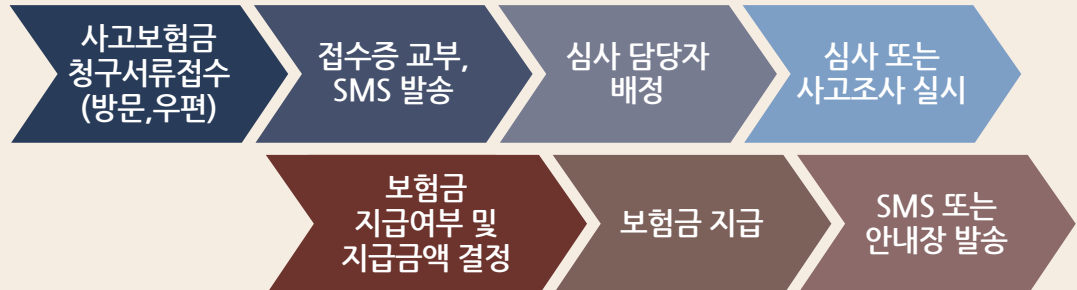 사고보험금
청구서류접수
(방문,우편)
접수증 교부,
SMS 발송
심사 담당자
배정
심사 또는
사고조사 실시
보험금
지급여부 및
지급금액 결정
보험금 지급
SMS 또는
안내장 발송